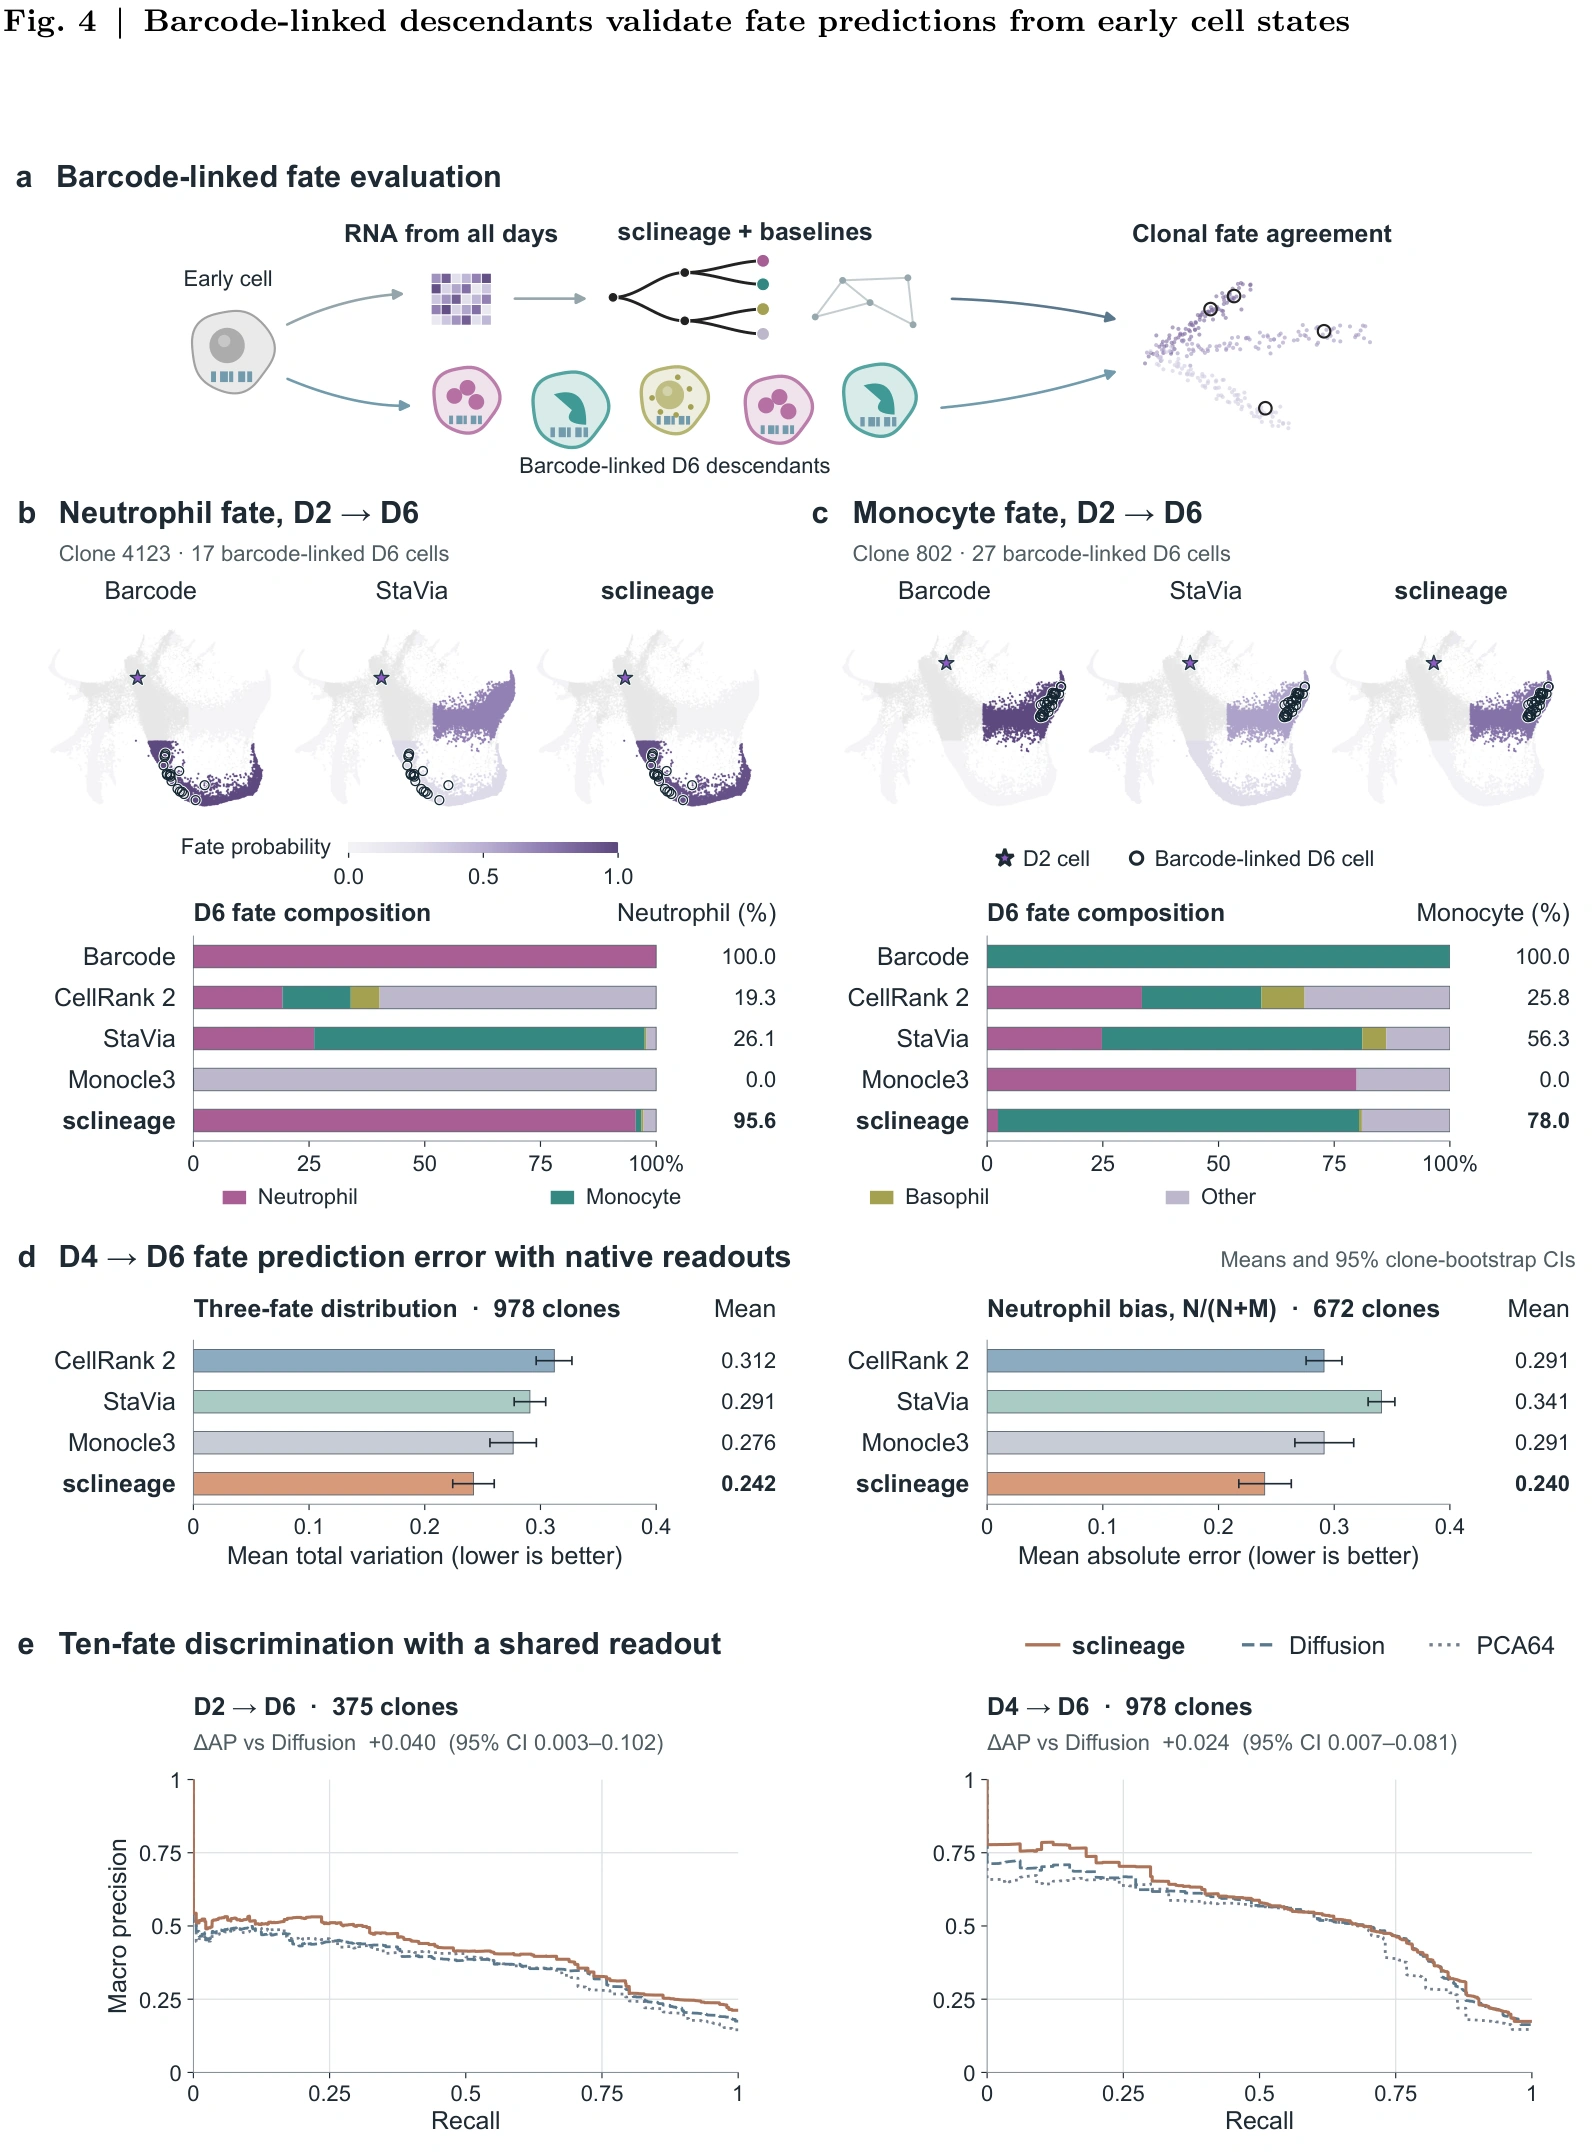 Fig. 4 | Barcode-linked descendants validate fate predictions from early cell states
a Barcode-linked fate evaluation
RNA from all days
sclineage + baselines
Clonal fate agreement
Early cell
Barcode-linked D6 descendants
b Neutrophil fate, D2 → D6
Clone 4123 · 17 barcode-linked D6 cells
Barcode StaVia sclineage
Fate probability
0.0 0.5 1.0
D6 fate composition Neutrophil (%)
Barcode 100.0
CellRank 2 19.3
StaVia 26.1
Monocle3 0.0
sclineage 95.6
0 25 50 75 100%
c Monocyte fate, D2 → D6
Clone 802 · 27 barcode-linked D6 cells
Barcode StaVia sclineage
D2 cell Barcode-linked D6 cell
D6 fate composition Monocyte (%)
Barcode 100.0
CellRank 2 25.8
StaVia 56.3
Monocle3 0.0
sclineage 78.0
0 25 50 75 100%
Neutrophil Monocyte Basophil Other
d D4 → D6 fate prediction error with native readouts
Means and 95% clone-bootstrap CIs
Three-fate distribution · 978 clones Mean
CellRank 2 0.312
StaVia 0.291
Monocle3 0.276
sclineage 0.242
0 0.1 0.2 0.3 0.4
Mean total variation (lower is better)
Neutrophil bias, N/(N+M) · 672 clones Mean
CellRank 2 0.291
StaVia 0.341
Monocle3 0.291
sclineage 0.240
0 0.1 0.2 0.3 0.4
Mean absolute error (lower is better)
e Ten-fate discrimination with a shared readout
sclineage Diffusion PCA64
D2 → D6 · 375 clones
ΔAP vs Diffusion +0.040 (95% CI 0.003–0.102)
Macro precision
1
0.75
0.5
0.25
0
0 0.25 0.5 0.75 1
Recall
D4 → D6 · 978 clones
ΔAP vs Diffusion +0.024 (95% CI 0.007–0.081)
1
0.75
0.5
0.25
0
0 0.25 0.5 0.75 1
Recall